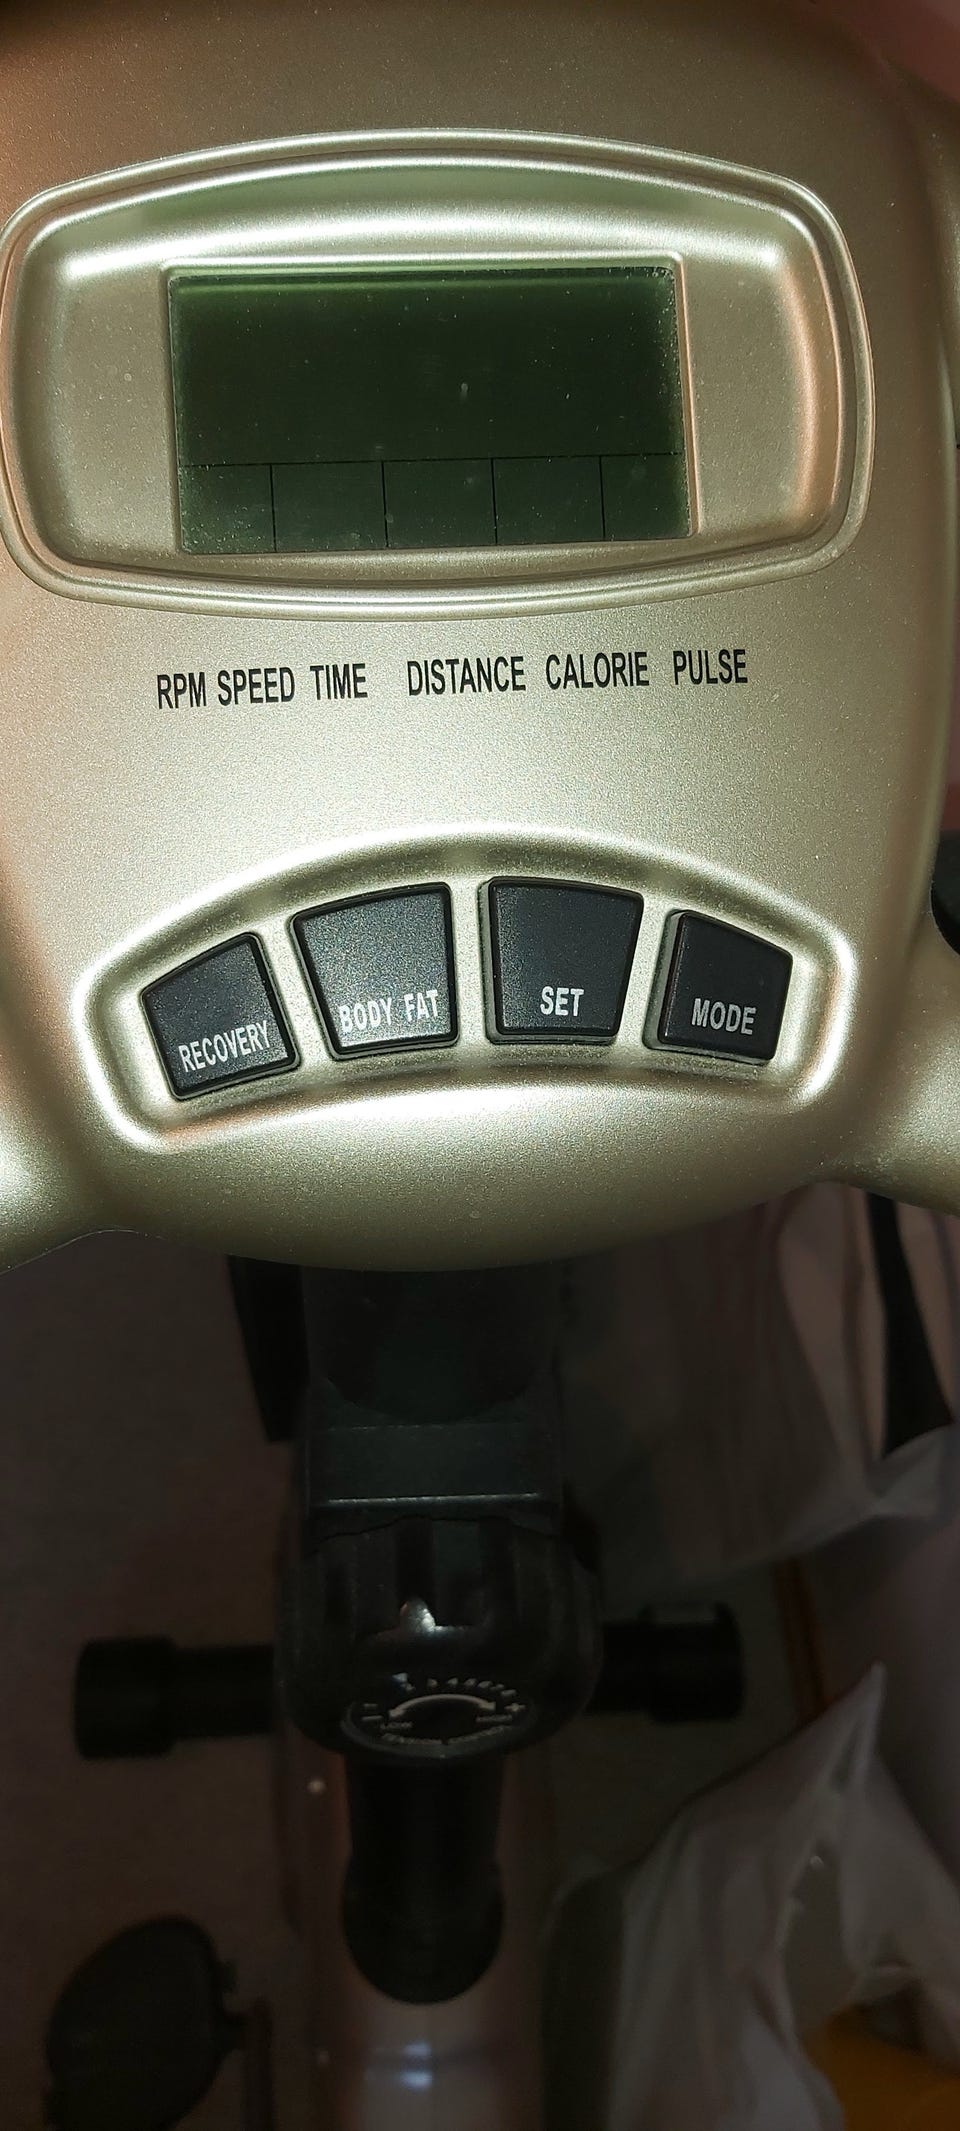 RPM SPEED TIME DISTANCE CALORIE PULSE
RECOVERY BODY FAT SET MODE